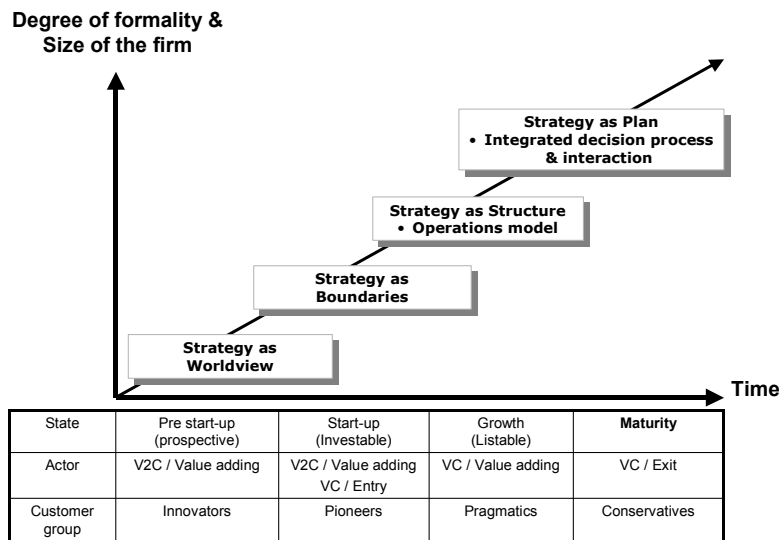 Degree of formality &
Size of the firm
Strategy as Plan
• Integrated decision process
& interaction
Strategy as Structure
• Operations model
Strategy as
Boundaries
Strategy as
Worldview
Time
State
Pre start-up
(prospective)
Start-up
(Investable)
Growth
(Listable)
Maturity
Actor
V2C / Value adding
V2C / Value adding
VC / Entry
VC / Value adding
VC / Exit
Customer
group
Innovators
Pioneers
Pragmatics
Conservatives